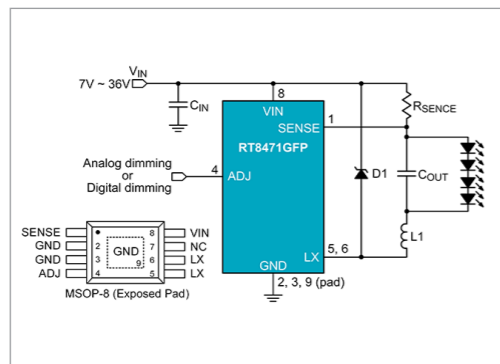 VIN
7V ~ 36V
CIN
8
VIN
SENSE
1
RSENCE
RT8471GFP
Analog dimming
or
Digital dimming
4
ADJ
D1
COUT
L1
LX
5, 6
GND
2, 3, 9 (pad)
SENSE
GND
GND
ADJ
2
3
4
GND
9
8
7
6
5
VIN
NC
LX
LX
MSOP-8 (Exposed Pad)